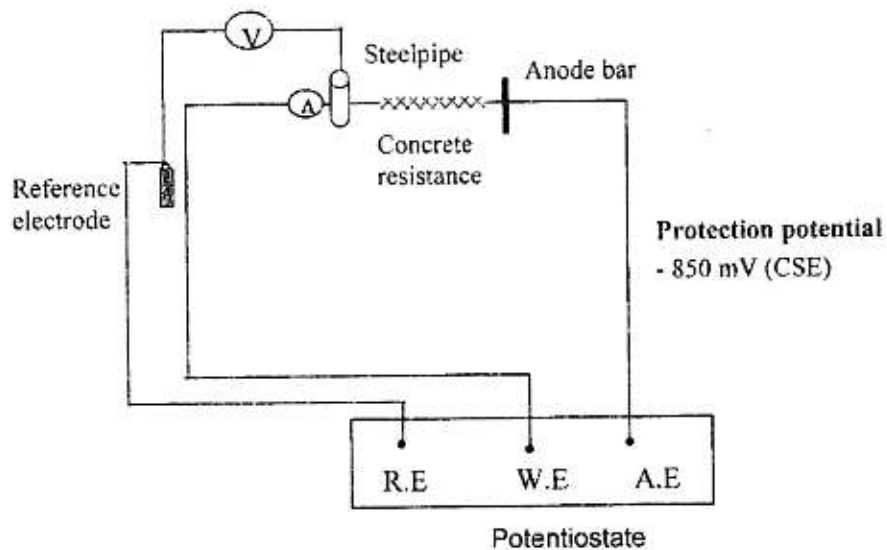 V
Steelpipe
Anode bar
A
Concrete
resistance
Reference
electrode
Protection potential
- 850 mV (CSE)
R.E
W.E
A.E
Potentiostate